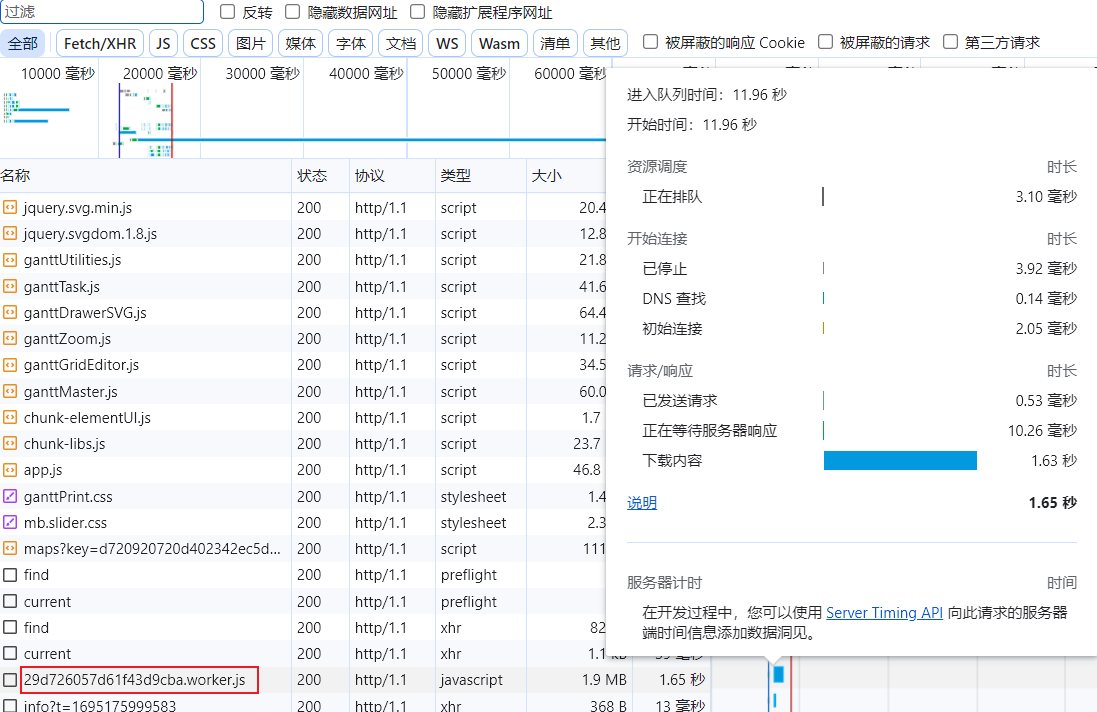 过滤 反转 隐藏数据网址 隐藏扩展程序网址
全部 Fetch/XHR JS CSS 图片 媒体 字体 文档 WS Wasm 清单 其他 被屏蔽的响应 Cookie 被屏蔽的请求 第三方请求
10000 毫秒 20000 毫秒 30000 毫秒 40000 毫秒 50000 毫秒 60000 毫秒
名称 状态 协议 类型 大小
jquery.svg.min.js 200 http/1.1 script 20.4
jquery.svgdom.1.8.js 200 http/1.1 script 12.8
ganttUtilities.js 200 http/1.1 script 21.8
ganttTask.js 200 http/1.1 script 41.6
ganttDrawerSVG.js 200 http/1.1 script 64.4
ganttZoom.js 200 http/1.1 script 11.2
ganttGridEditor.js 200 http/1.1 script 34.5
ganttMaster.js 200 http/1.1 script 60.0
chunk-elementUI.js 200 http/1.1 script 1.7
chunk-libs.js 200 http/1.1 script 23.7
app.js 200 http/1.1 script 46.8
ganttPrint.css 200 http/1.1 stylesheet 1.4
mb.slider.css 200 http/1.1 stylesheet 2.3
maps?key=d720920720d402342ec5d... 200 http/1.1 script 111
find 200 http/1.1 preflight
current 200 http/1.1 preflight
find 200 http/1.1 xhr 82
current 200 http/1.1 xhr 1.1
29d726057d61f43d9cba.worker.js 200 http/1.1 javascript 1.9 MB 1.65 秒
info?t=1695175999583 200 http/1.1 xhr 368 B 13 毫秒
进入队列时间：11.96 秒
开始时间：11.96 秒
资源调度 时长
正在排队 3.10 毫秒
开始连接 时长
已停止 3.92 毫秒
DNS 查找 0.14 毫秒
初始连接 2.05 毫秒
请求/响应 时长
已发送请求 0.53 毫秒
正在等待服务器响应 10.26 毫秒
下载内容 1.63 秒
说明 1.65 秒
服务器计时 时间
在开发过程中，您可以使用 Server Timing API 向此请求的服务器
端时间信息添加数据洞见。